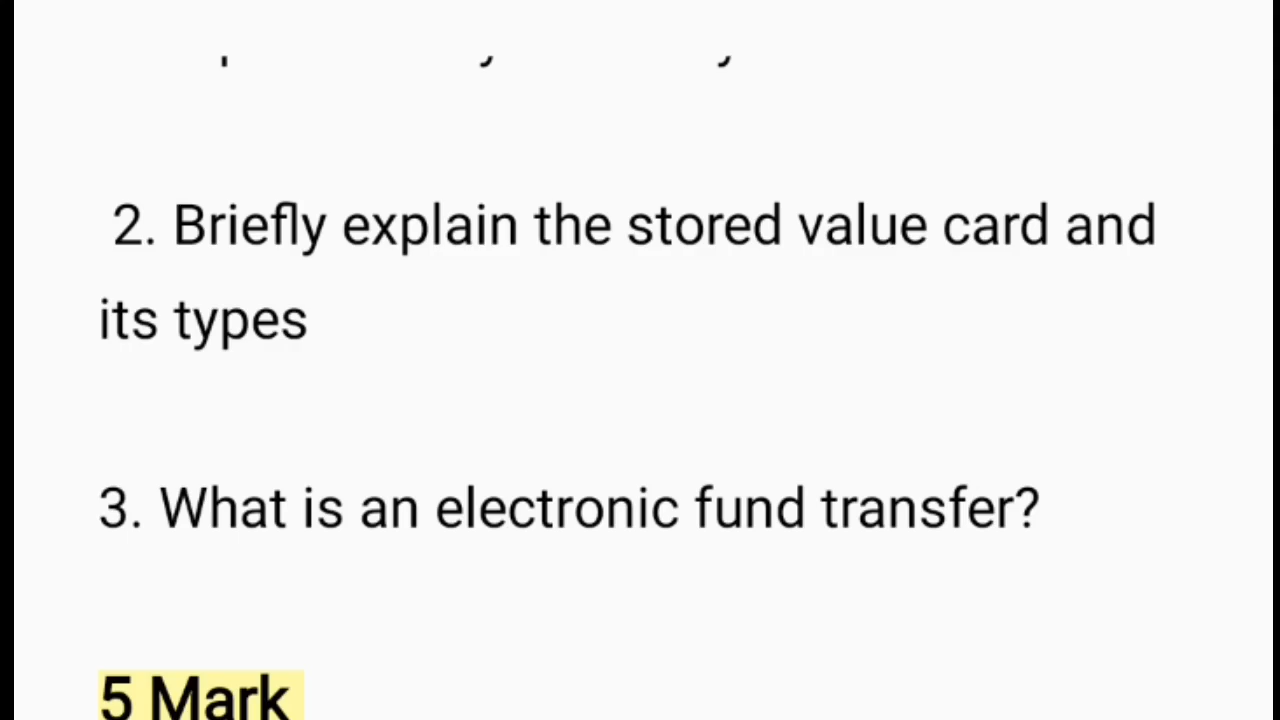 2. Briefly explain the stored value card and
its types
3. What is an electronic fund transfer?
5 Mark